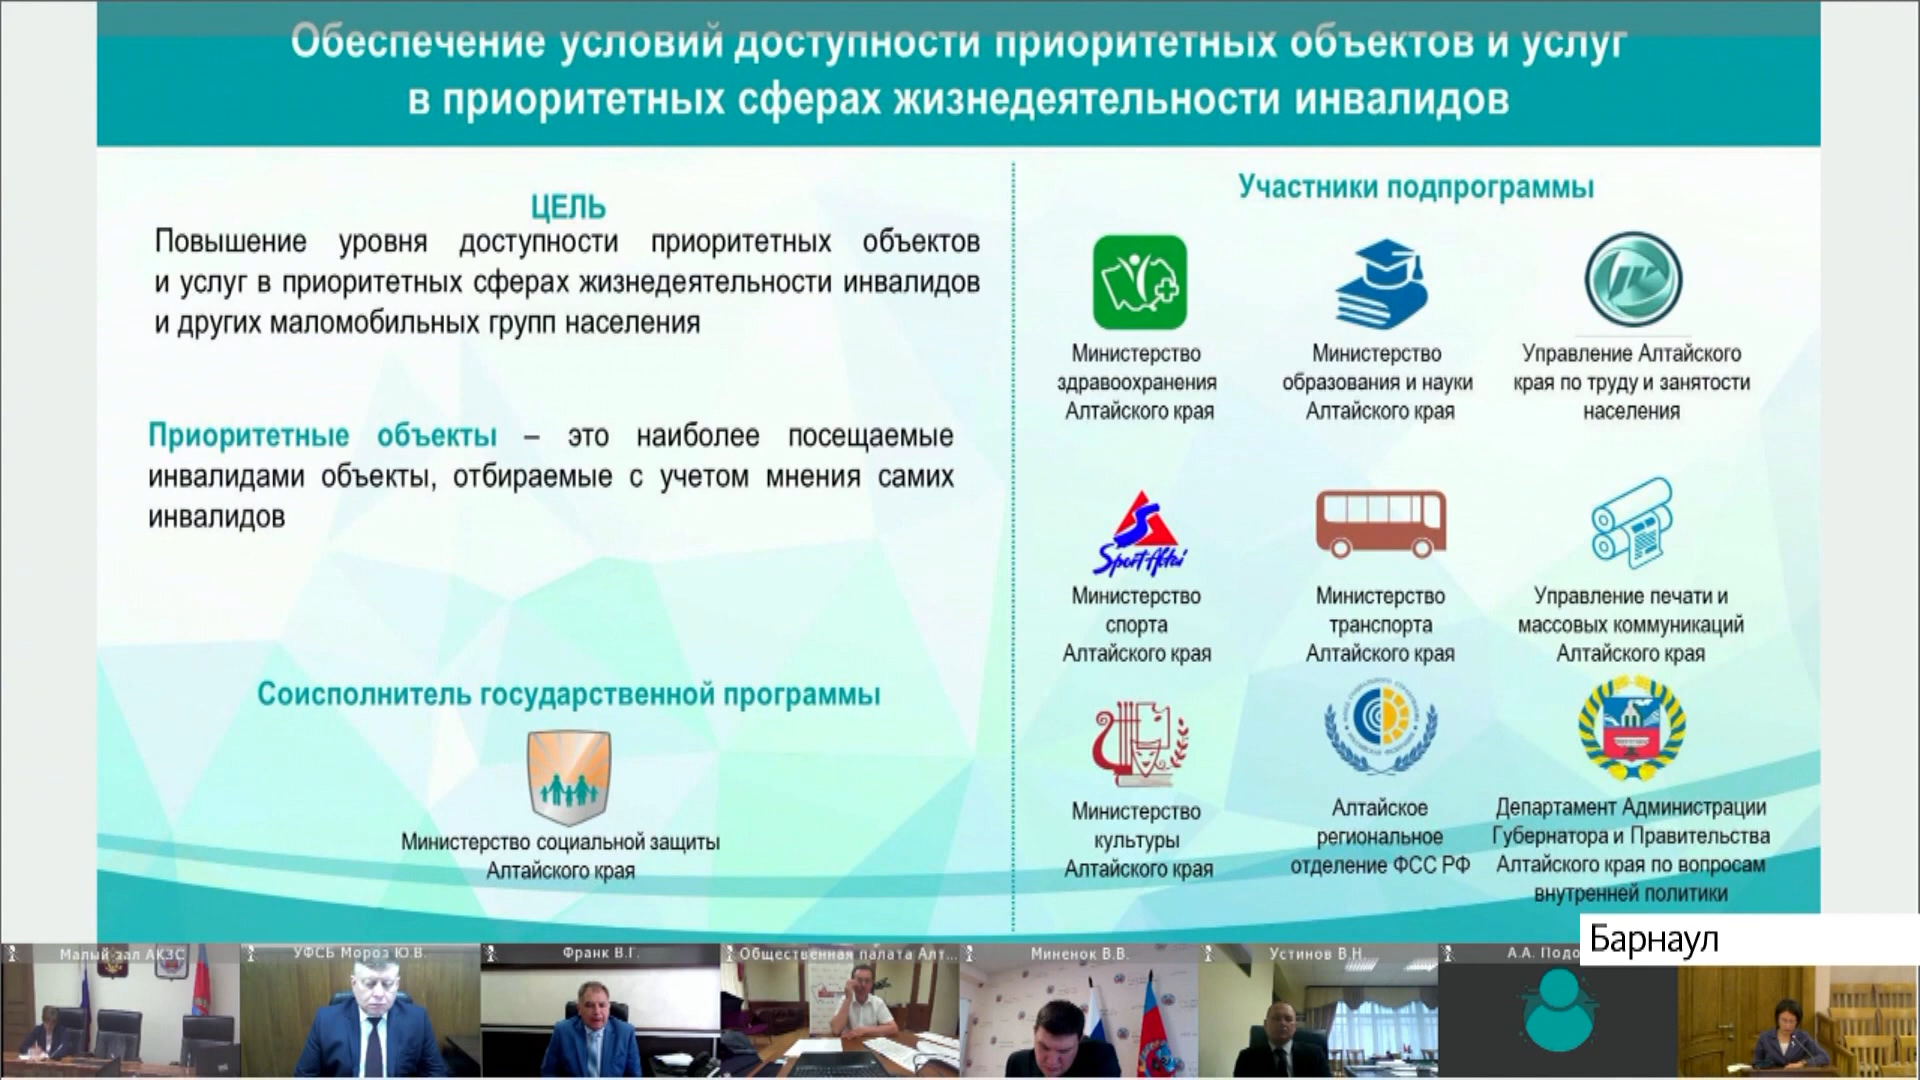 Обеспечение условий доступности приоритетных объектов и услуг
в приоритетных сферах жизнедеятельности инвалидов
ЦЕЛЬ
Повышение уровня доступности приоритетных объектов
и услуг в приоритетных сферах жизнедеятельности инвалидов
и других маломобильных групп населения
Приоритетные объекты – это наиболее посещаемые
инвалидами объекты, отбираемые с учетом мнения самих
инвалидов
Соисполнитель государственной программы
Министерство социальной защиты
Алтайского края
Участники подпрограммы
Министерство
здравоохранения
Алтайского края
Министерство
образования и науки
Алтайского края
Управление Алтайского
края по труду и занятости
населения
Sport Altai
Министерство
спорта
Алтайского края
Министерство
транспорта
Алтайского края
Управление печати и
массовых коммуникаций
Алтайского края
Министерство
культуры
Алтайского края
Алтайское
региональное
отделение ФСС РФ
Департамент Администрации
Губернатора и Правительства
Алтайского края по вопросам
внутренней политики
Барнаул
Малый зал АКЗС
УФСБ Мороз Ю.В.
Франк В.Г.
Общественная палата Алт...
Миненок В.В.
Устинов В.Н.
А.А. Подо